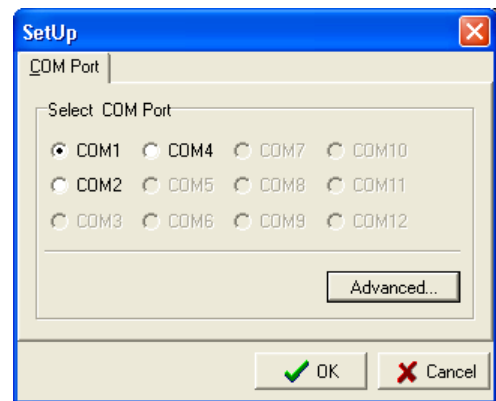 SetUp
COM Port
Select COM Port
COM1 COM4 COM7 COM10
COM2 COM5 COM8 COM11
COM3 COM6 COM9 COM12
Advanced...
OK Cancel